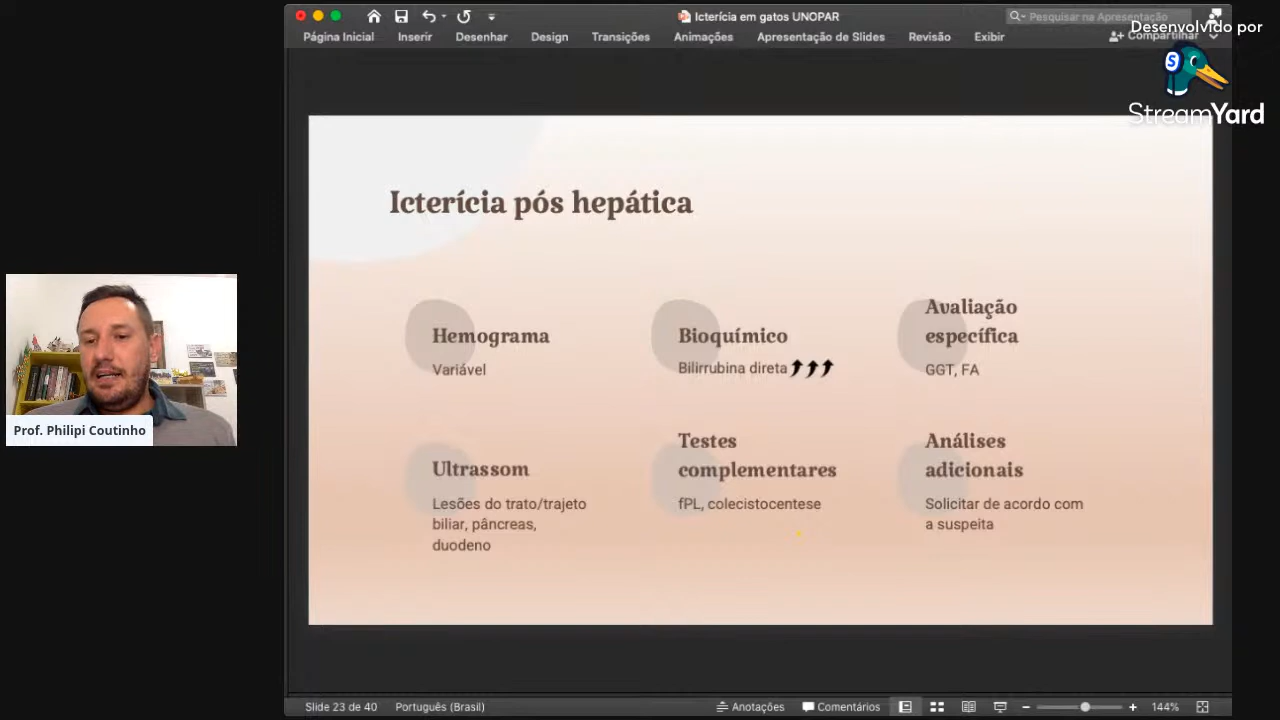 Icterícia em gatos UNOPAR
Pesquisar na Apresentação
Página Inicial
Inserir
Desenhar
Design
Transições
Animações
Apresentação de Slides
Revisão
Exibir
Compartilhar
Desenvolvido por
S
StreamYard
Icterícia pós hepática
Hemograma
Variável
Bioquímico
Bilirrubina direta
Avaliação
específica
GGT, FA
Ultrassom
Lesões do trato/trajeto
biliar, pâncreas,
duodeno
Testes
complementares
fPL, colecistocentese
Análises
adicionais
Solicitar de acordo com
a suspeita
Prof. Philipi Coutinho
Slide 23 de 40
Português (Brasil)
Anotações
Comentários
144%